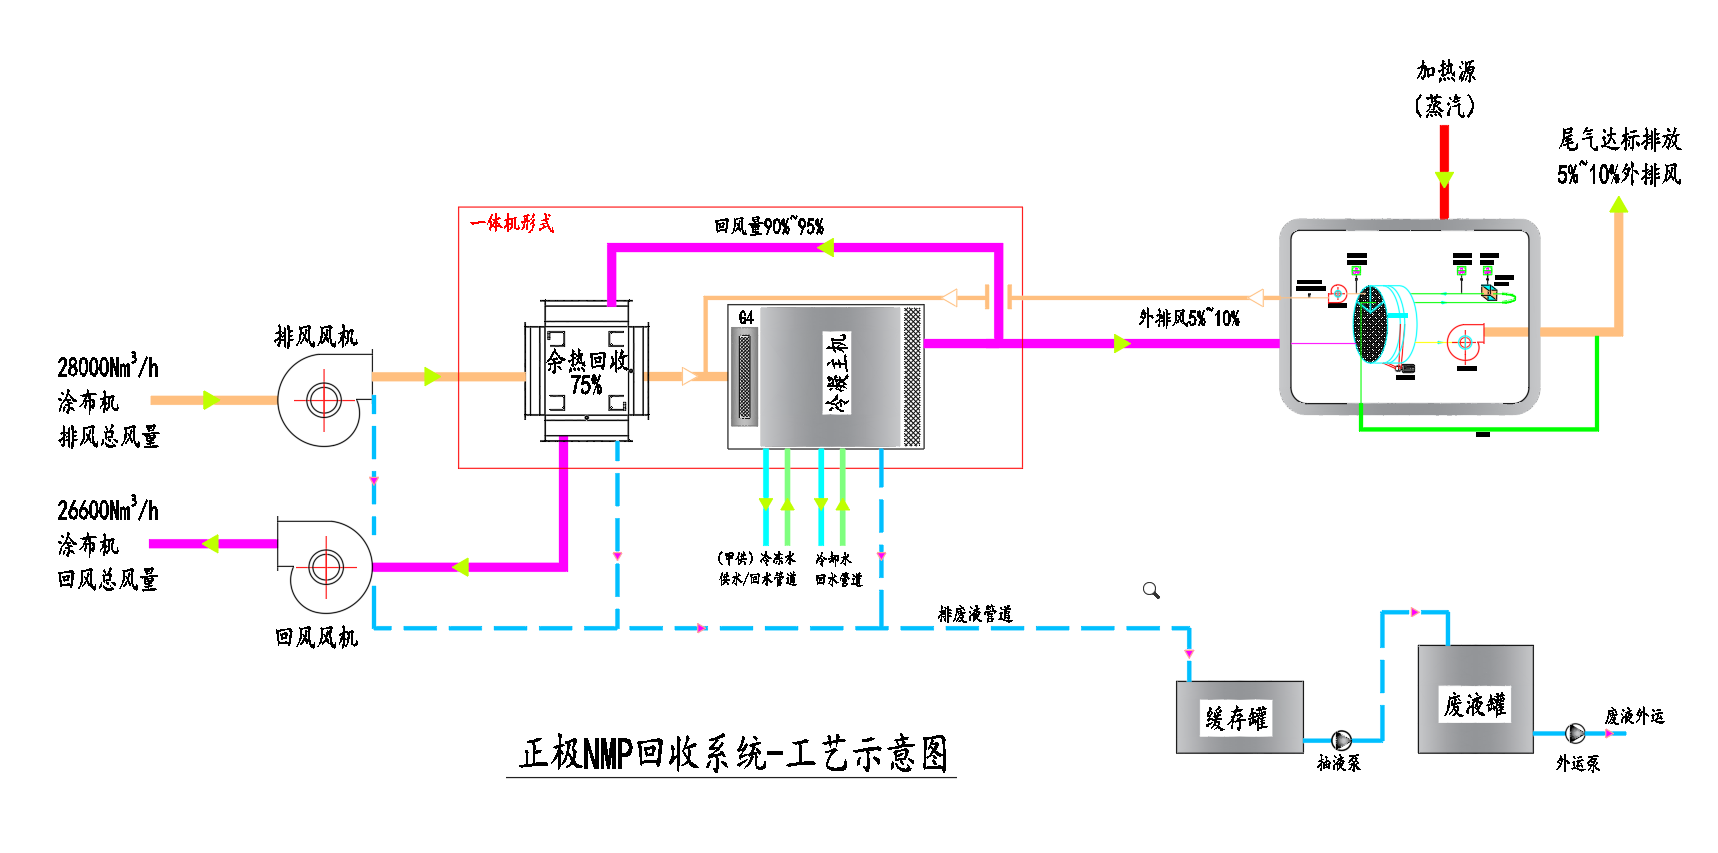 加热源
(蒸汽)
尾气达标排放
5%~10%外排风
一体机形式
回风量90%~95%
外排风5%~10%
G4
冷凝主机
余热回收
75%
排风风机
28000Nm³/h
涂布机
排风总风量
26600Nm³/h
涂布机
回风总风量
回风风机
(甲供)冷冻水
供水/回水管道
冷却水
回水管道
排废液管道
缓存罐
抽液泵
废液罐
废液外运
外运泵
正极NMP回收系统-工艺示意图